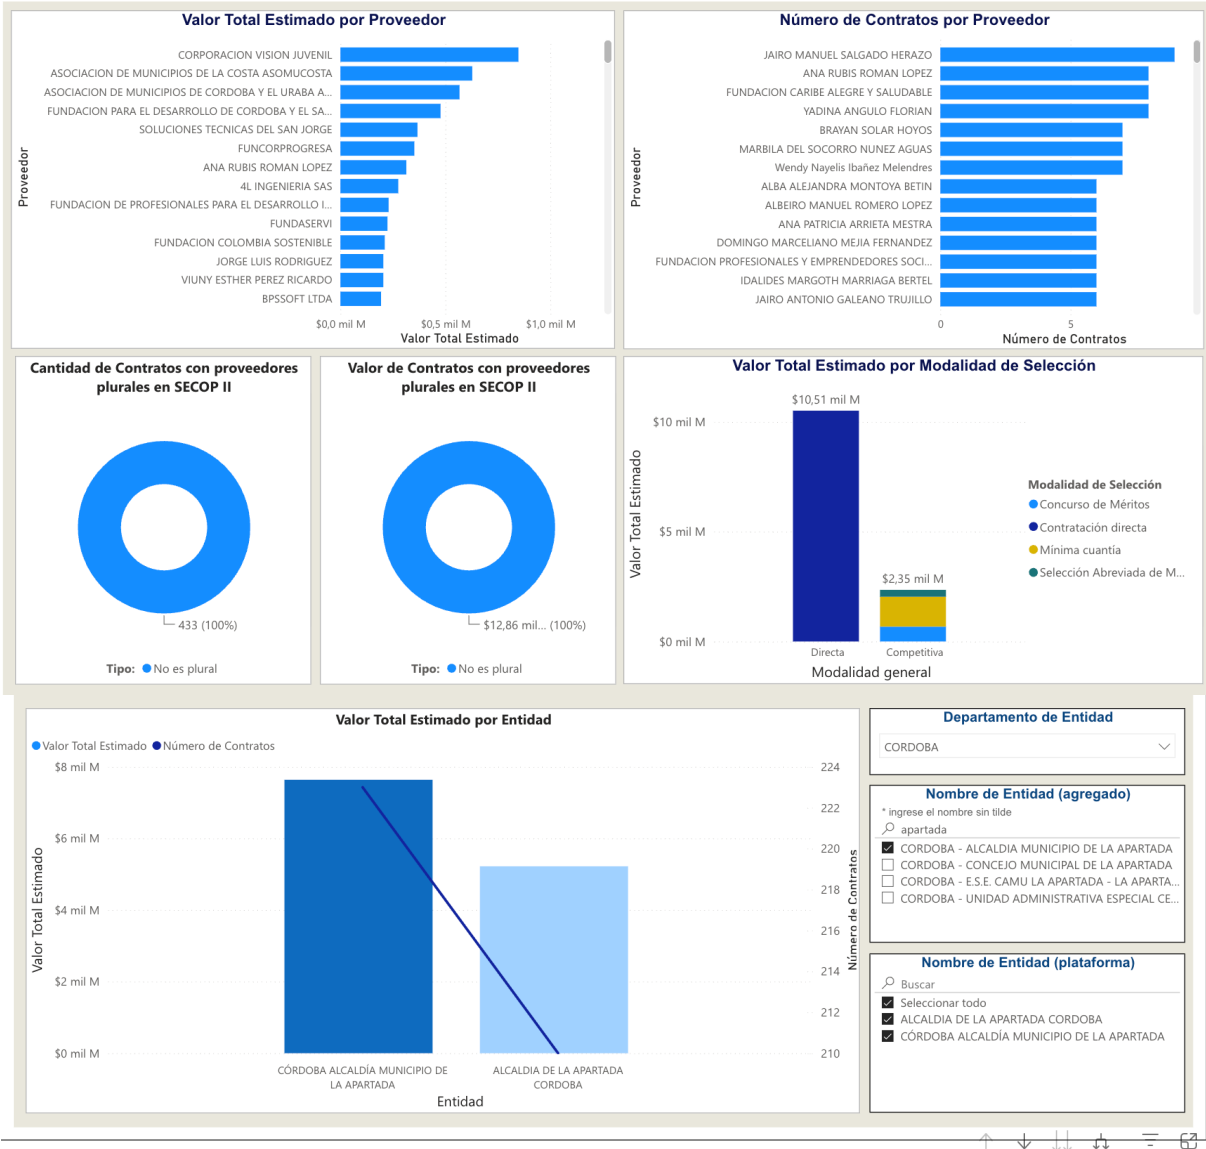 Valor Total Estimado por Proveedor
CORPORACION VISION JUVENIL
ASOCIACION DE MUNICIPIOS DE LA COSTA ASOMUCOSTA
ASOCIACION DE MUNICIPIOS DE CORDOBA Y EL URABA A...
FUNDACION PARA EL DESARROLLO DE CORDOBA Y EL SA...
SOLUCIONES TECNICAS DEL SAN JORGE
FUNCORPROGRESA
ANA RUBIS ROMAN LOPEZ
4L INGENIERIA SAS
FUNDACION DE PROFESIONALES PARA EL DESARROLLO I...
FUNDASERVI
FUNDACION COLOMBIA SOSTENIBLE
JORGE LUIS RODRIGUEZ
VIUNY ESTHER PEREZ RICARDO
BPSSOFT LTDA
Proveedor
$0,0 mil M
$0,5 mil M
$1,0 mil M
Valor Total Estimado
Número de Contratos por Proveedor
JAIRO MANUEL SALGADO HERAZO
ANA RUBIS ROMAN LOPEZ
FUNDACION CARIBE ALEGRE Y SALUDABLE
YADINA ANGULO FLORIAN
BRAYAN SOLAR HOYOS
MARBILA DEL SOCORRO NUNEZ AGUAS
Wendy Nayelis Ibañez Melendres
ALBA ALEJANDRA MONTOYA BETIN
ALBEIRO MANUEL ROMERO LOPEZ
ANA PATRICIA ARRIETA MESTRA
DOMINGO MARCELIANO MEJIA FERNANDEZ
FUNDACION PROFESIONALES Y EMPRENDEDORES SOCI...
IDALIDES MARGOTH MARRIAGA BERTEL
JAIRO ANTONIO GALEANO TRUJILLO
Proveedor
0
5
Número de Contratos
Cantidad de Contratos con proveedores
plurales en SECOP II
433 (100%)
Tipo: No es plural
Valor de Contratos con proveedores
plurales en SECOP II
$12,86 mil... (100%)
Tipo: No es plural
Valor Total Estimado por Modalidad de Selección
$10,51 mil M
$10 mil M
$5 mil M
$2,35 mil M
$0 mil M
Valor Total Estimado
Directa
Competitiva
Modalidad general
Modalidad de Selección
Concurso de Méritos
Contratación directa
Mínima cuantía
Selección Abreviada de M...
Valor Total Estimado por Entidad
Valor Total Estimado Número de Contratos
$8 mil M
$6 mil M
$4 mil M
$2 mil M
$0 mil M
Valor Total Estimado
224
222
220
218
216
214
212
210
Número de Contratos
CÓRDOBA ALCALDÍA MUNICIPIO DE
LA APARTADA
ALCALDIA DE LA APARTADA
CORDOBA
Entidad
Departamento de Entidad
CORDOBA
Nombre de Entidad (agregado)
* ingrese el nombre sin tilde
apartada
CORDOBA - ALCALDIA MUNICIPIO DE LA APARTADA
CORDOBA - CONCEJO MUNICIPAL DE LA APARTADA
CORDOBA - E.S.E. CAMU LA APARTADA - LA APARTA...
CORDOBA - UNIDAD ADMINISTRATIVA ESPECIAL CE...
Nombre de Entidad (plataforma)
Buscar
Seleccionar todo
ALCALDIA DE LA APARTADA CORDOBA
CÓRDOBA ALCALDÍA MUNICIPIO DE LA APARTADA